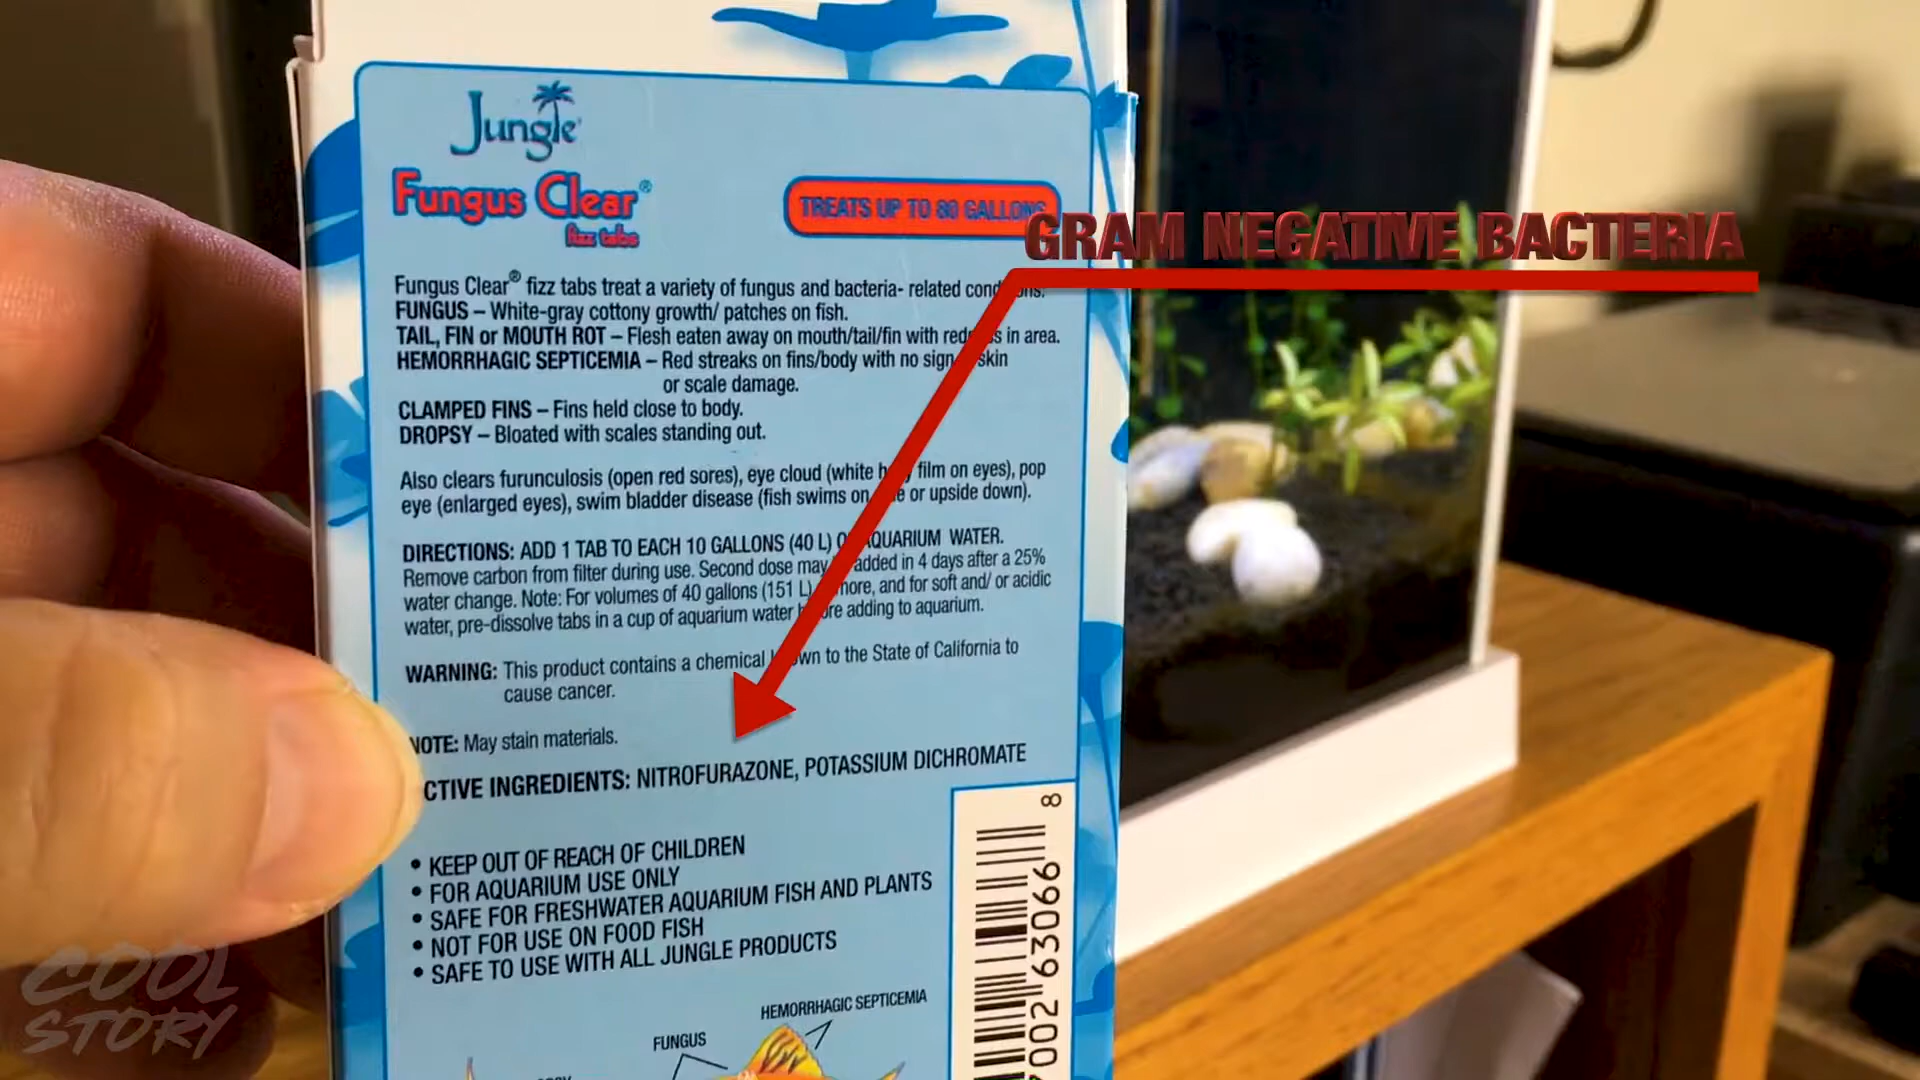 Jungle
Fungus Clear®
fizz tabs
TREATS UP TO 80 GALLONS
GRAM NEGATIVE BACTERIA
Fungus Clear® fizz tabs treat a variety of fungus and bacteria- related conditions.
FUNGUS – White-gray cottony growth/ patches on fish.
TAIL, FIN or MOUTH ROT – Flesh eaten away on mouth/tail/fin with redness in area.
HEMORRHAGIC SEPTICEMIA – Red streaks on fins/body with no sign skin
or scale damage.
CLAMPED FINS – Fins held close to body.
DROPSY – Bloated with scales standing out.
Also clears furunculosis (open red sores), eye cloud (white film on eyes), pop
eye (enlarged eyes), swim bladder disease (fish swims on or upside down).
DIRECTIONS: ADD 1 TAB TO EACH 10 GALLONS (40 L) OF AQUARIUM WATER.
Remove carbon from filter during use. Second dose may be added in 4 days after a 25%
water change. Note: For volumes of 40 gallons (151 L) more, and for soft and/ or acidic
water, pre-dissolve tabs in a cup of aquarium water before adding to aquarium.
WARNING: This product contains a chemical known to the State of California to
cause cancer.
NOTE: May stain materials.
CTIVE INGREDIENTS: NITROFURAZONE, POTASSIUM DICHROMATE
• KEEP OUT OF REACH OF CHILDREN
• FOR AQUARIUM USE ONLY
• SAFE FOR FRESHWATER AQUARIUM FISH AND PLANTS
• NOT FOR USE ON FOOD FISH
• SAFE TO USE WITH ALL JUNGLE PRODUCTS
HEMORRHAGIC SEPTICEMIA
FUNGUS
7002 63066 8
COOL
STORY